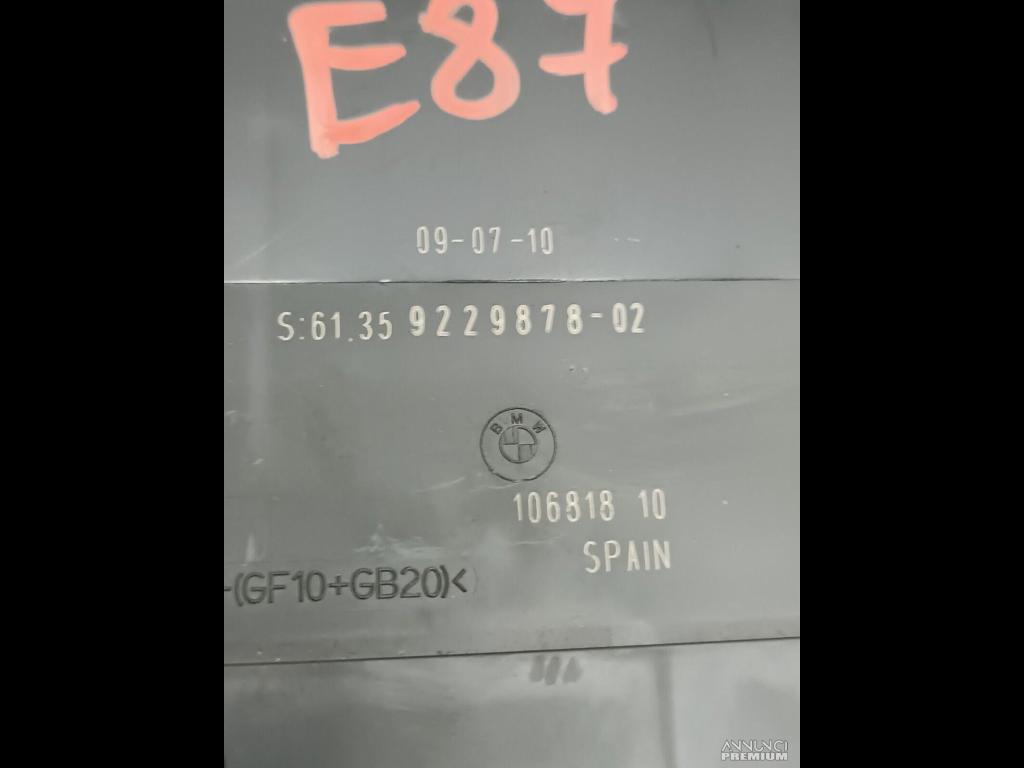 E87
09-07-10
S:61.35 9229878-02
BMW
106818 10
SPAIN
-(GF10+GB20)<
ANNUNCI
PREMIUM